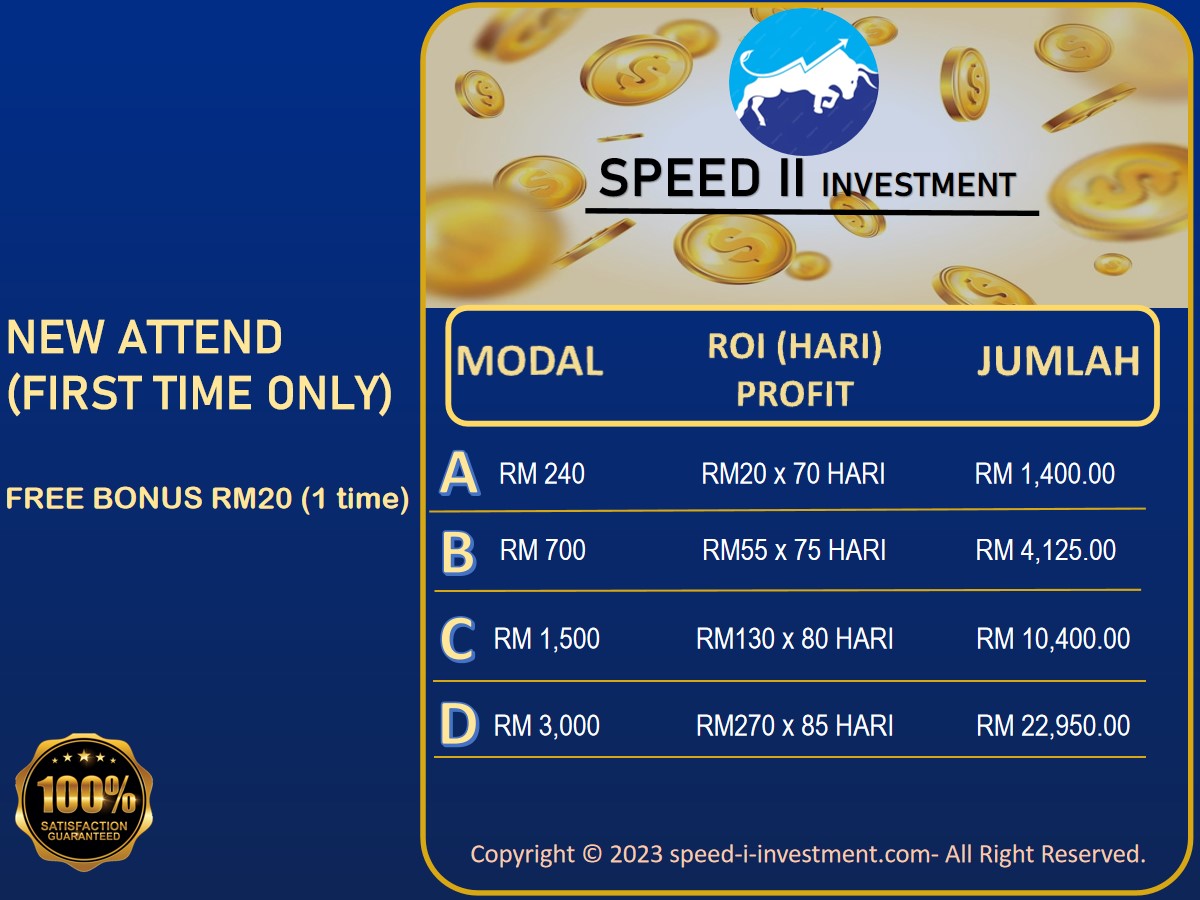 SPEED II INVESTMENT
NEW ATTEND
(FIRST TIME ONLY)
FREE BONUS RM20 (1 time)
MODAL
ROI (HARI)
PROFIT
JUMLAH
A RM 240 RM20 x 70 HARI RM 1,400.00
B RM 700 RM55 x 75 HARI RM 4,125.00
C RM 1,500 RM130 x 80 HARI RM 10,400.00
D RM 3,000 RM270 x 85 HARI RM 22,950.00
100%
SATISFACTION
GUARANTEED
Copyright © 2023 speed-i-investment.com- All Right Reserved.